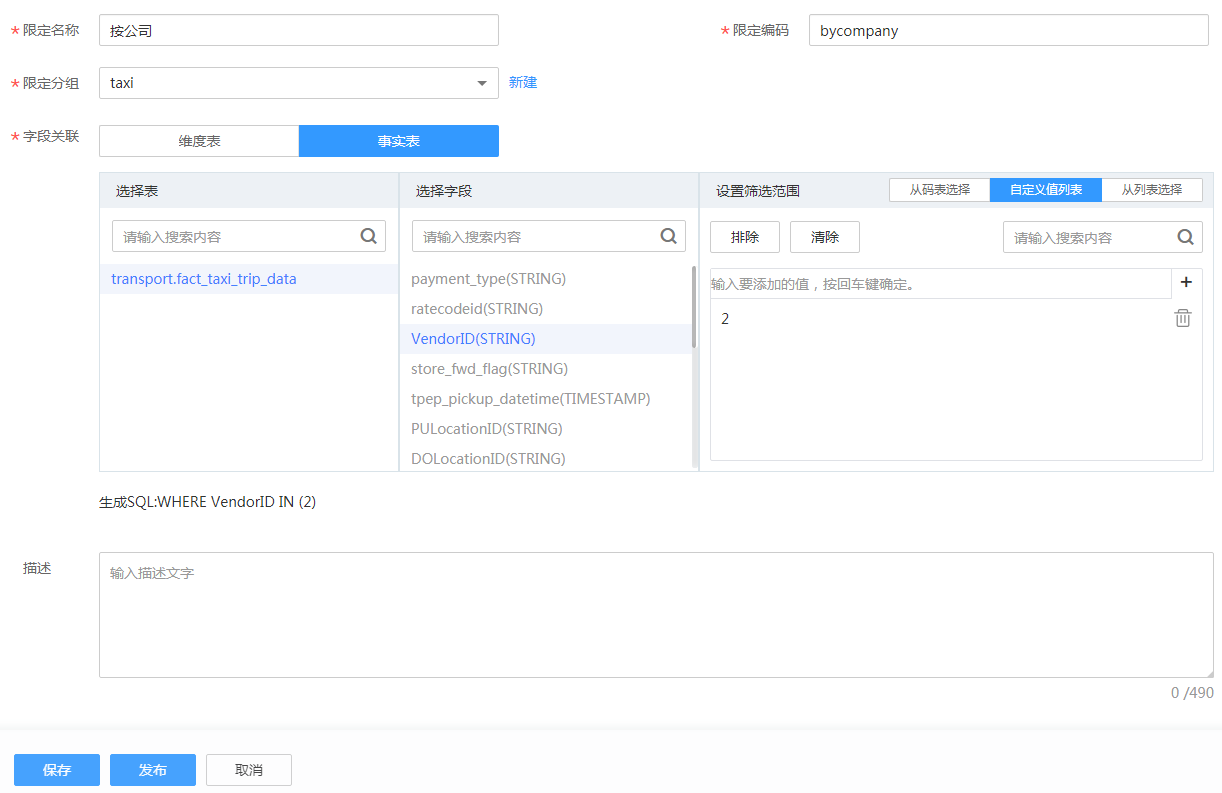 *限定名称 按公司 *限定编码 bycompany
*限定分组 taxi 新建
*字段关联 维度表 事实表
选择表 选择字段 设置筛选范围 从码表选择 自定义值列表 从列表选择
请输入搜索内容 请输入搜索内容 排除 清除 请输入搜索内容
transport.fact_taxi_trip_data payment_type(STRING) 输入要添加的值，按回车键确定。 +
ratecodeid(STRING) 2
VendorID(STRING)
store_fwd_flag(STRING)
tpep_pickup_datetime(TIMESTAMP)
PULocationID(STRING)
DOLocationID(STRING)
生成SQL:WHERE VendorID IN (2)
描述 输入描述文字
0 /490
保存 发布 取消